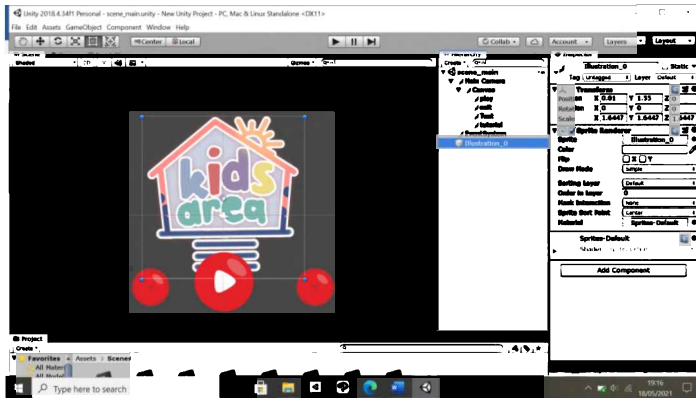 Unity 2018.4.34f1 Personal - scene_main.unity - New Unity Project - PC, Mac & Linux Standalone <DX11>
File Edit Assets GameObject Component Window Help
Center Local Collab Account Layers Layout
Scene Hierarchy Inspector
Shaded 2D Gizmos Create
scene_main
Main Camera
Canvas
play
exit
Text
tutorial
EventSystem
Illustration_0
Illustration_0 Static
Tag Untagged Layer Default
Transform
Position X 0.01 Y 1.55 Z
Rotation X 0 Y 0 Z
Scale X 1.6447 Y 1.6447 Z
Sprite Renderer
Sprite Illustration_0
Color
Flip X Y
Draw Mode Simple
Sorting Layer Default
Order in Layer 0
Mask Interaction None
Sprite Sort Point Center
Material Sprites-Default
Sprites-Default
Shader
Add Component
kids
area
Project
Create
Favorites Assets Scenes
All Mater
All Model
Type here to search
19:16
18/05/2021